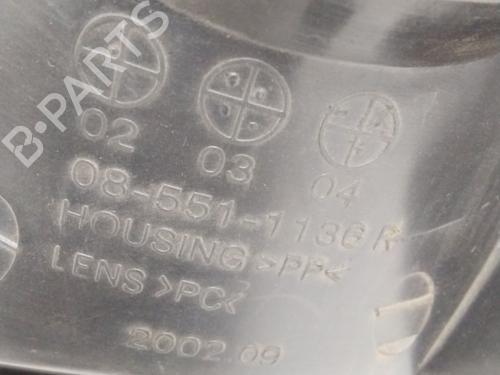 B-PARTS
02 03 04
08-551-1136R
HOUSING >PP<
LENS >PC<
2002.09